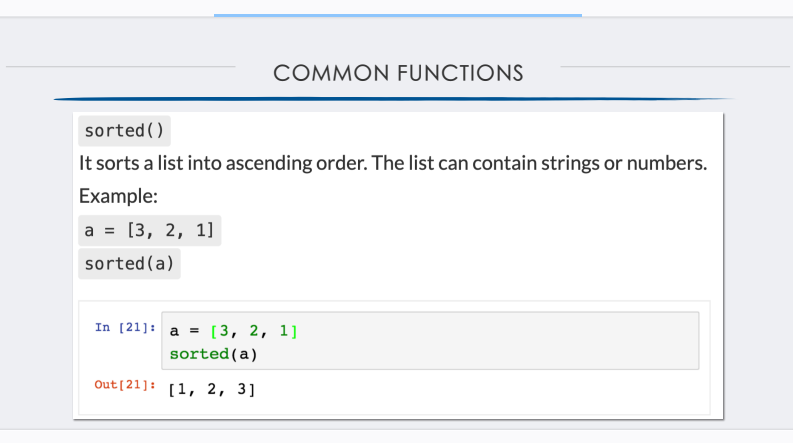 COMMON FUNCTIONS
sorted()
It sorts a list into ascending order. The list can contain strings or numbers.
Example:
a = [3, 2, 1]
sorted(a)
In [21]: a = [3, 2, 1]
sorted(a)
Out[21]: [1, 2, 3]